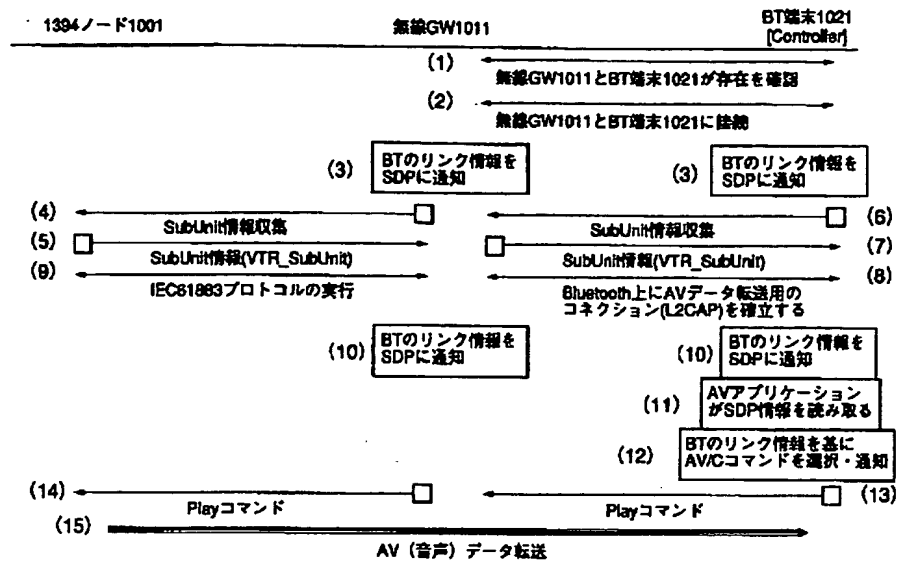 1394ノード1001
無線GW1011
BT端末1021
[Controller]
(1)
無線GW1011とBT端末1021が存在を確認
(2)
無線GW1011とBT端末1021に接続
(3)
BTのリンク情報を
SDPに通知
(3)
BTのリンク情報を
SDPに通知
(4)
SubUnit情報収集
(6)
SubUnit情報収集
(5)
SubUnit情報(VTR_SubUnit)
(7)
SubUnit情報(VTR_SubUnit)
(9)
IEC61883プロトコルの実行
(8)
Bluetooth上にAVデータ転送用の
コネクション(L2CAP)を確立する
(10)
BTのリンク情報を
SDPに通知
(10)
BTのリンク情報を
SDPに通知
(11)
AVアプリケーション
がSDP情報を読み取る
(12)
BTのリンク情報を基に
AV/Cコマンドを選択・通知
(14)
Playコマンド
(13)
Playコマンド
(15)
AV（音声）データ転送